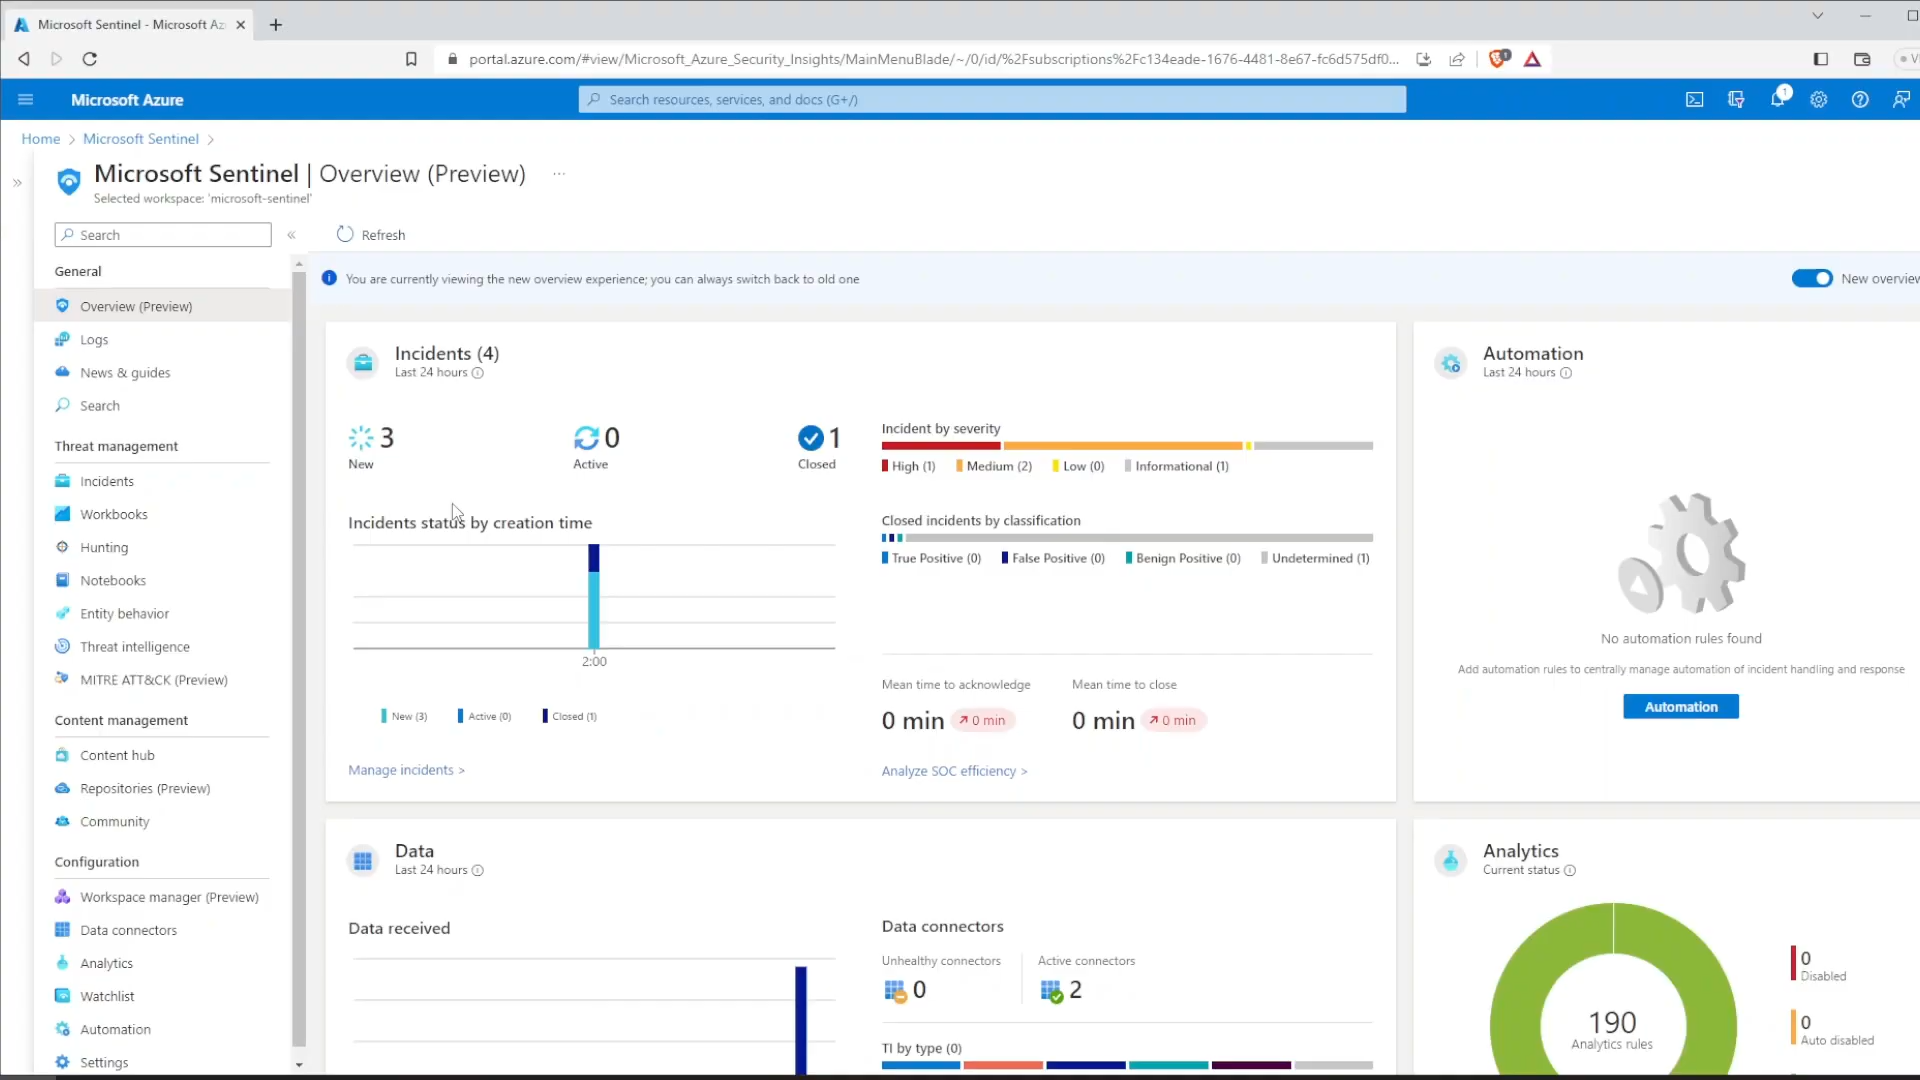 Microsoft Sentinel - Microsoft Az
portal.azure.com/#view/Microsoft_Azure_Security_Insights/MainMenuBlade/~/0/id/%2Fsubscriptions%2Fc134eade-1676-4481-8e67-fc6d575df0...
1
Microsoft Azure
Search resources, services, and docs (G+/)
1
Home > Microsoft Sentinel >
Microsoft Sentinel | Overview (Preview) ...
Selected workspace: 'microsoft-sentinel'
Search
Refresh
General
Overview (Preview)
Logs
News & guides
Search
Threat management
Incidents
Workbooks
Hunting
Notebooks
Entity behavior
Threat intelligence
MITRE ATT&CK (Preview)
Content management
Content hub
Repositories (Preview)
Community
Configuration
Workspace manager (Preview)
Data connectors
Analytics
Watchlist
Automation
Settings
You are currently viewing the new overview experience; you can always switch back to old one
New overview
Incidents (4)
Last 24 hours
3
New
0
Active
1
Closed
Incidents status by creation time
2:00
New (3) Active (0) Closed (1)
Manage incidents >
Incident by severity
High (1) Medium (2) Low (0) Informational (1)
Closed incidents by classification
True Positive (0) False Positive (0) Benign Positive (0) Undetermined (1)
Mean time to acknowledge
0 min 0 min
Mean time to close
0 min 0 min
Analyze SOC efficiency >
Automation
Last 24 hours
No automation rules found
Add automation rules to centrally manage automation of incident handling and response
Automation
Data
Last 24 hours
Data received
Data connectors
Unhealthy connectors
0
Active connectors
2
TI by type (0)
Analytics
Current status
190
Analytics rules
0
Disabled
0
Auto disabled